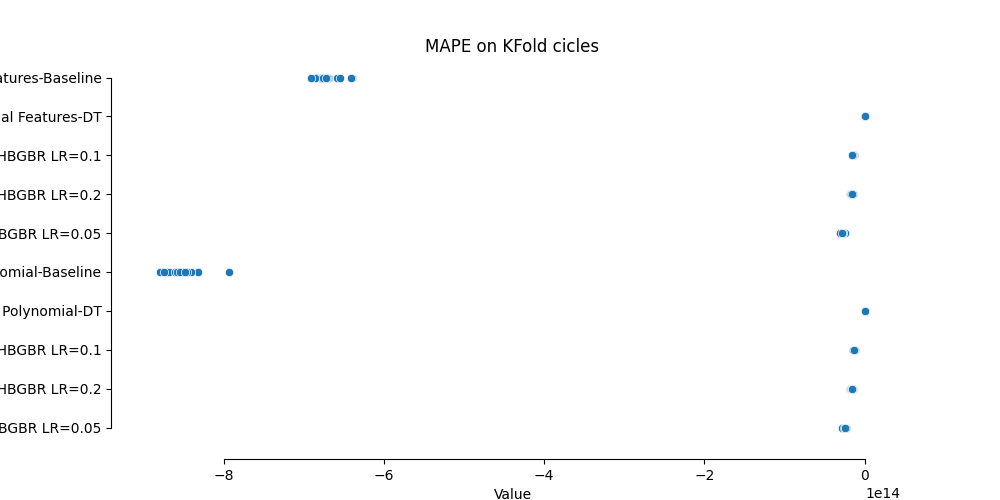 MAPE on KFold cicles
atures-Baseline
al Features-DT
HBGBR LR=0.1
HBGBR LR=0.2
BGBR LR=0.05
omial-Baseline
Polynomial-DT
HBGBR LR=0.1
HBGBR LR=0.2
BGBR LR=0.05
−8 −6 −4 −2 0
1e14
Value